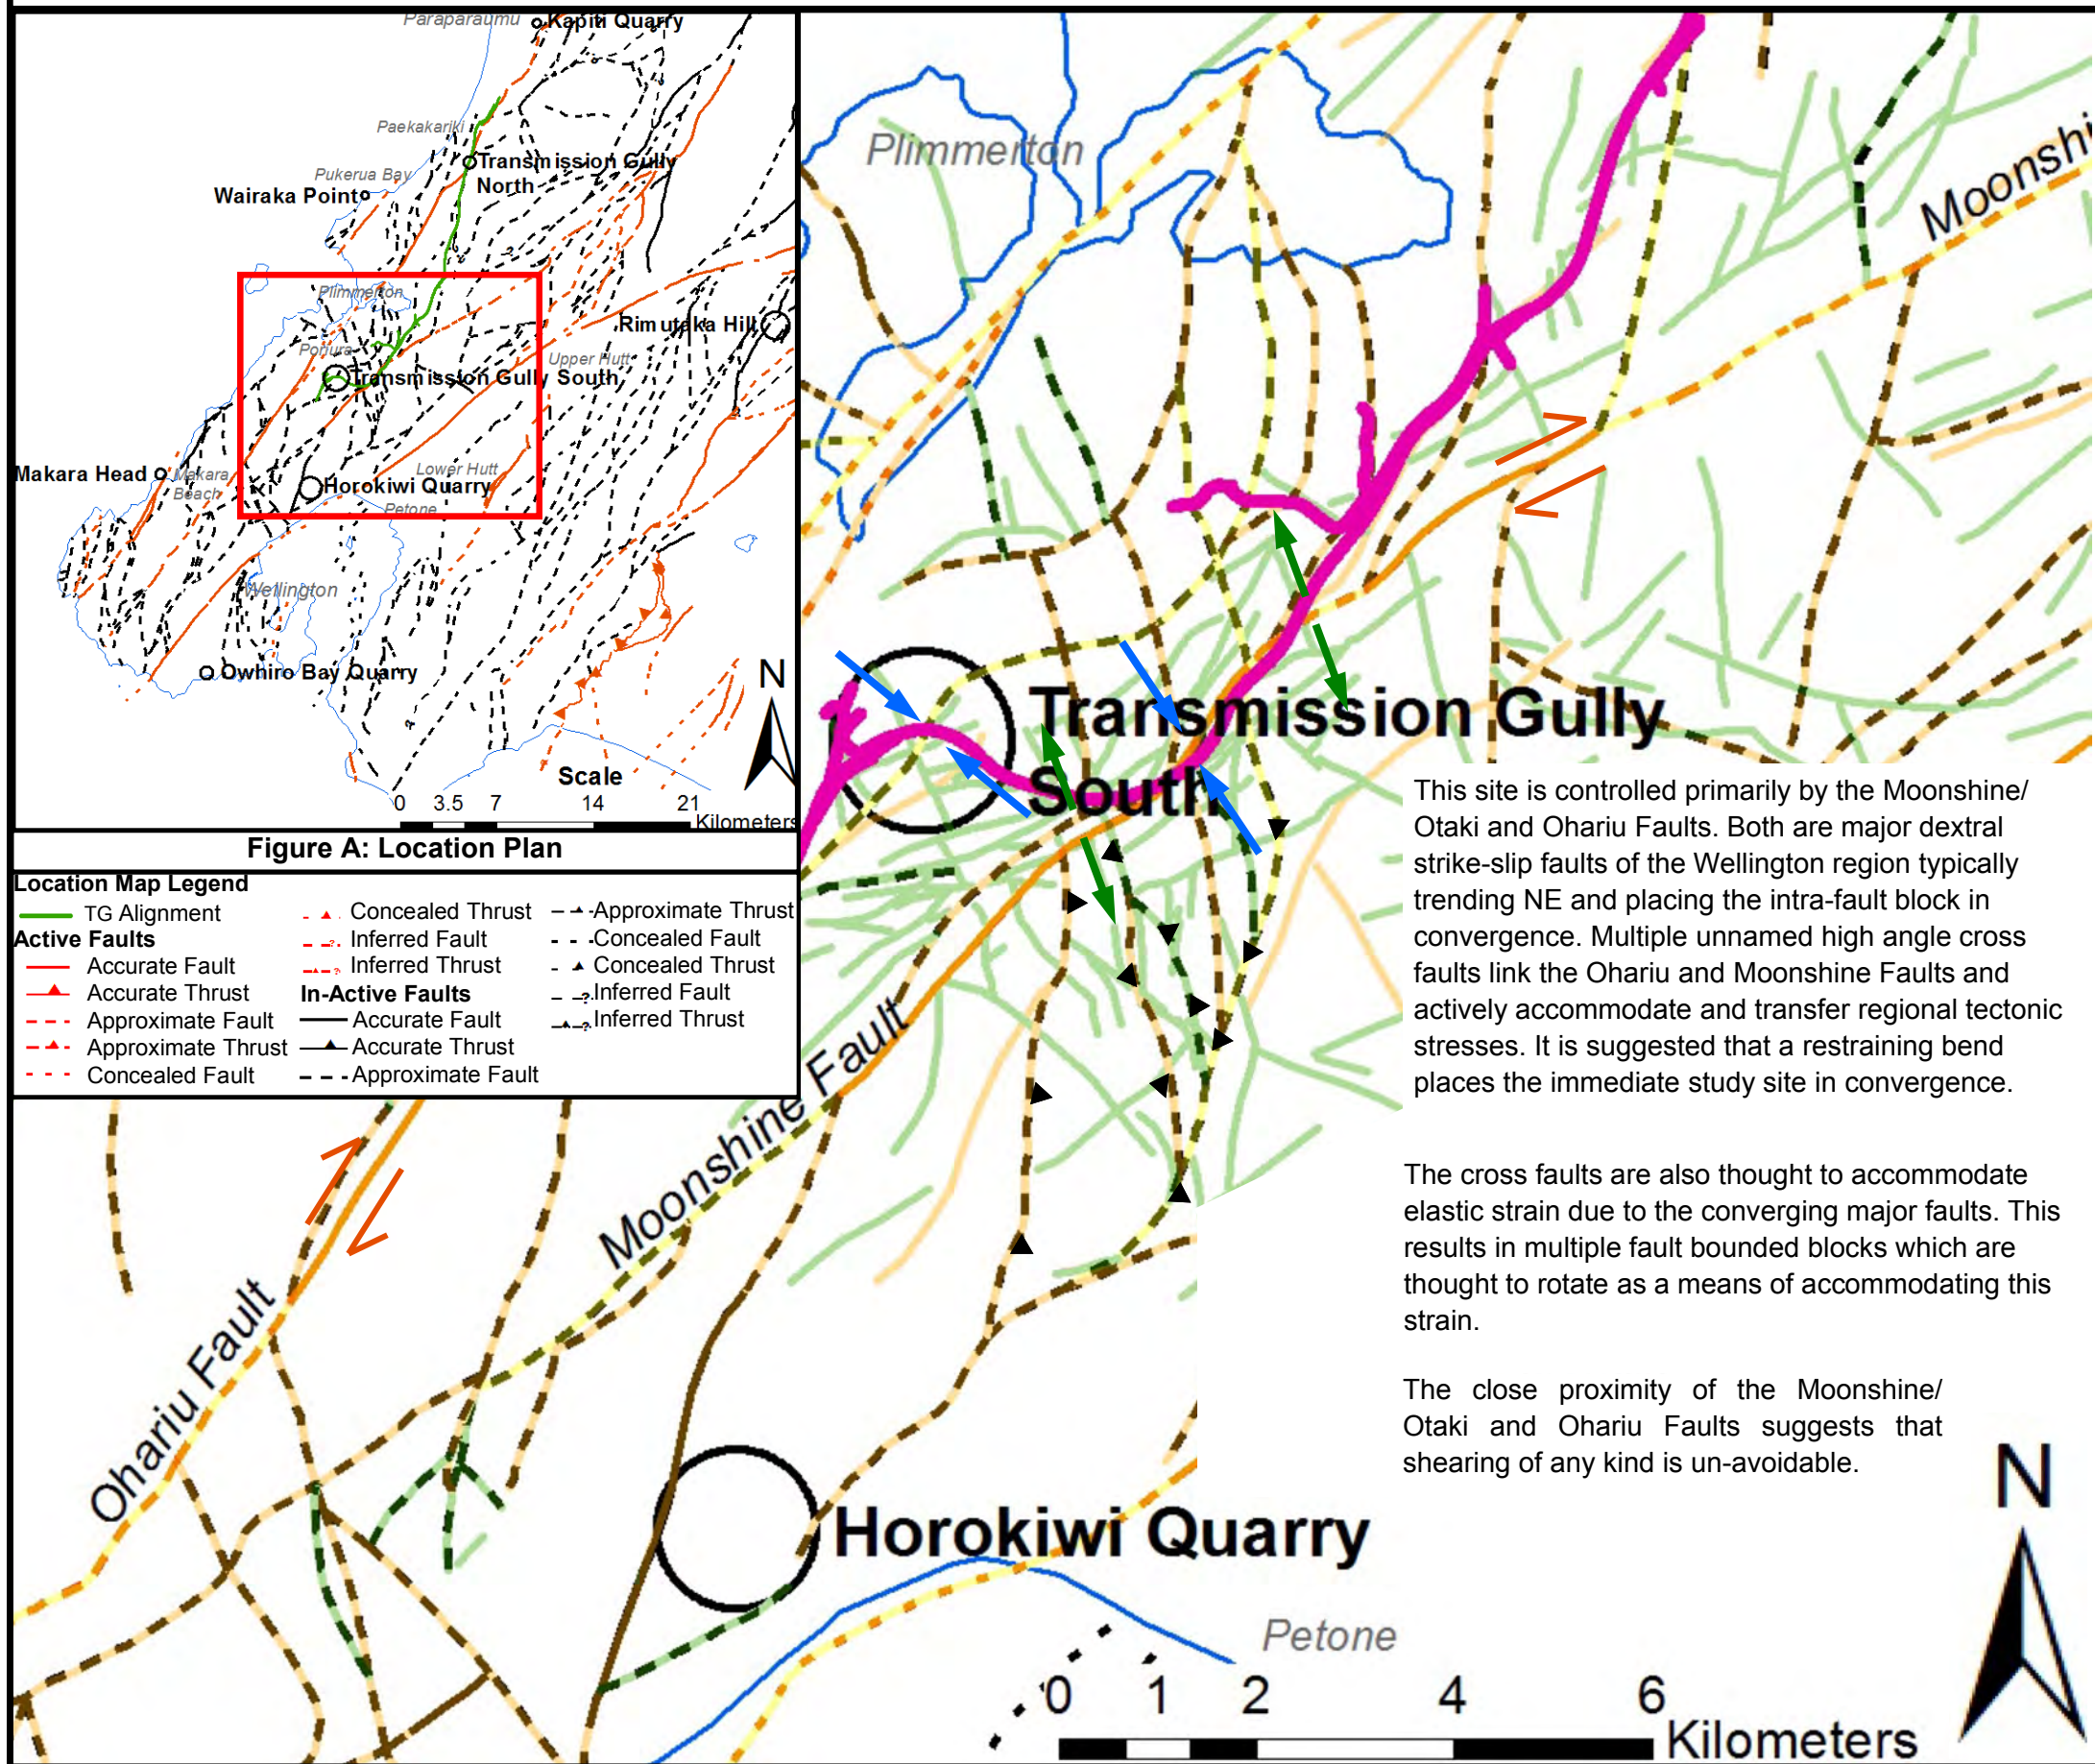 Paraparaumu
Kapiti Quarry
Paekakariki
Transmission Gully
North
Pukerua Bay
Wairaka Point
Plimmerton
Rimutaka Hill
Porirua
Upper Hutt
Transmission Gully South
Makara Head
Makara
Beach
Lower Hutt
Horokiwi Quarry
Petone
Wellington
Owhiro Bay Quarry
N
Scale
0 3.5 7 14 21
Kilometers
Figure A: Location Plan
Location Map Legend
TG Alignment
Active Faults
Accurate Fault
Accurate Thrust
Approximate Fault
Approximate Thrust
Concealed Fault
Concealed Thrust
Inferred Fault
Inferred Thrust
In-Active Faults
Accurate Fault
Accurate Thrust
Approximate Fault
Approximate Thrust
Concealed Fault
Concealed Thrust
Inferred Fault
Inferred Thrust
Plimmerton
Moonshi
Transmission Gully
South
Moonshine Fault
Ohariu Fault
Horokiwi Quarry
Petone
This site is controlled primarily by the Moonshine/
Otaki and Ohariu Faults. Both are major dextral
strike-slip faults of the Wellington region typically
trending NE and placing the intra-fault block in
convergence. Multiple unnamed high angle cross
faults link the Ohariu and Moonshine Faults and
actively accommodate and transfer regional tectonic
stresses. It is suggested that a restraining bend
places the immediate study site in convergence.
The cross faults are also thought to accommodate
elastic strain due to the converging major faults. This
results in multiple fault bounded blocks which are
thought to rotate as a means of accommodating this
strain.
The close proximity of the Moonshine/
Otaki and Ohariu Faults suggests that
shearing of any kind is un-avoidable.
N
0 1 2 4 6
Kilometers